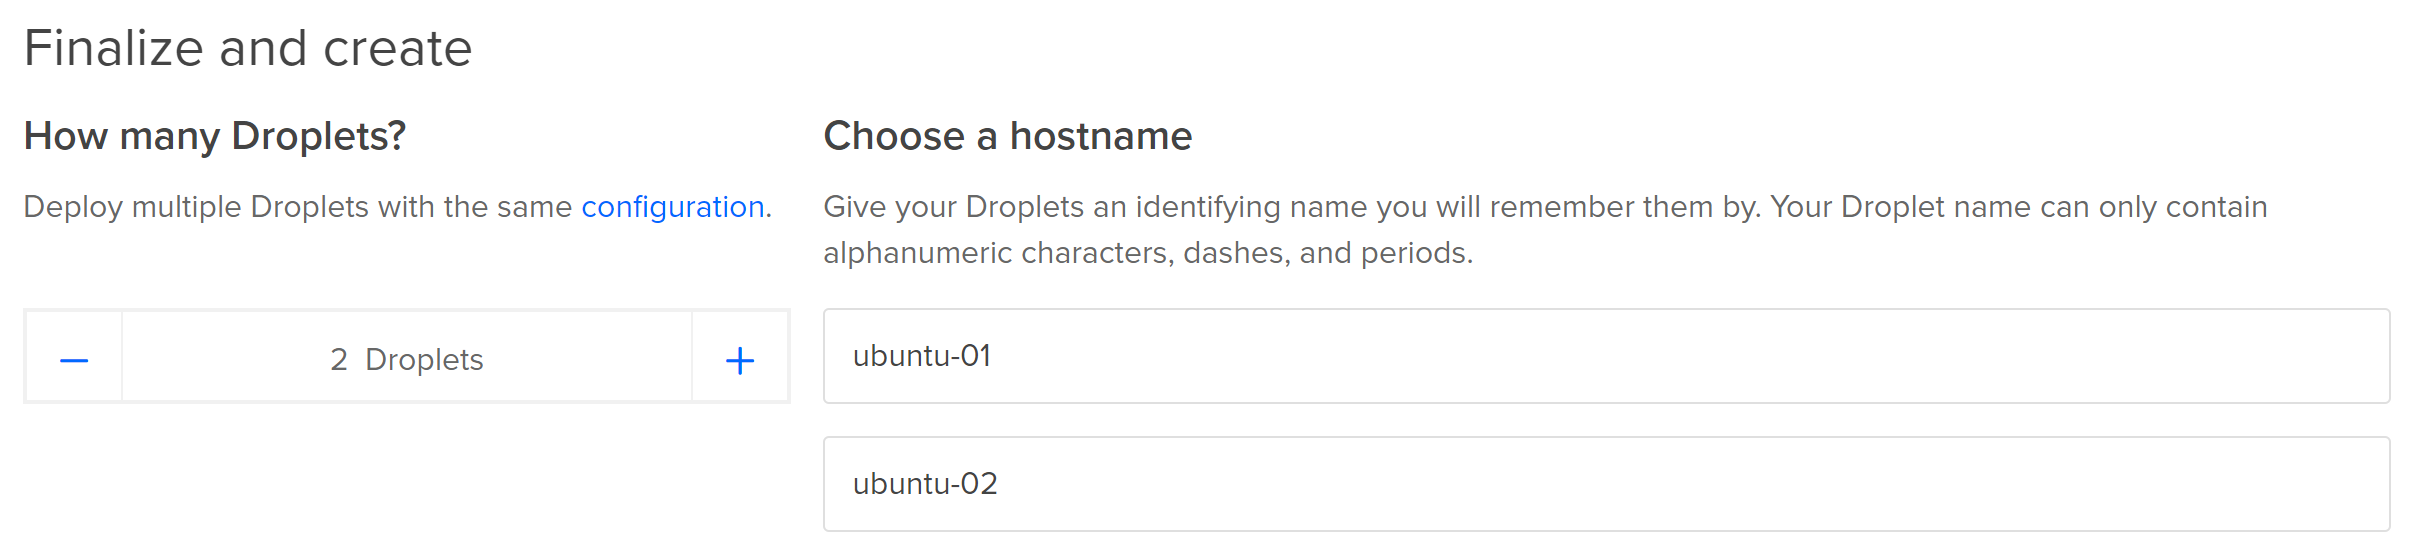 Finalize and create
How many Droplets?
Deploy multiple Droplets with the same configuration.
2 Droplets
Choose a hostname
Give your Droplets an identifying name you will remember them by. Your Droplet name can only contain
alphanumeric characters, dashes, and periods.
ubuntu-01
ubuntu-02